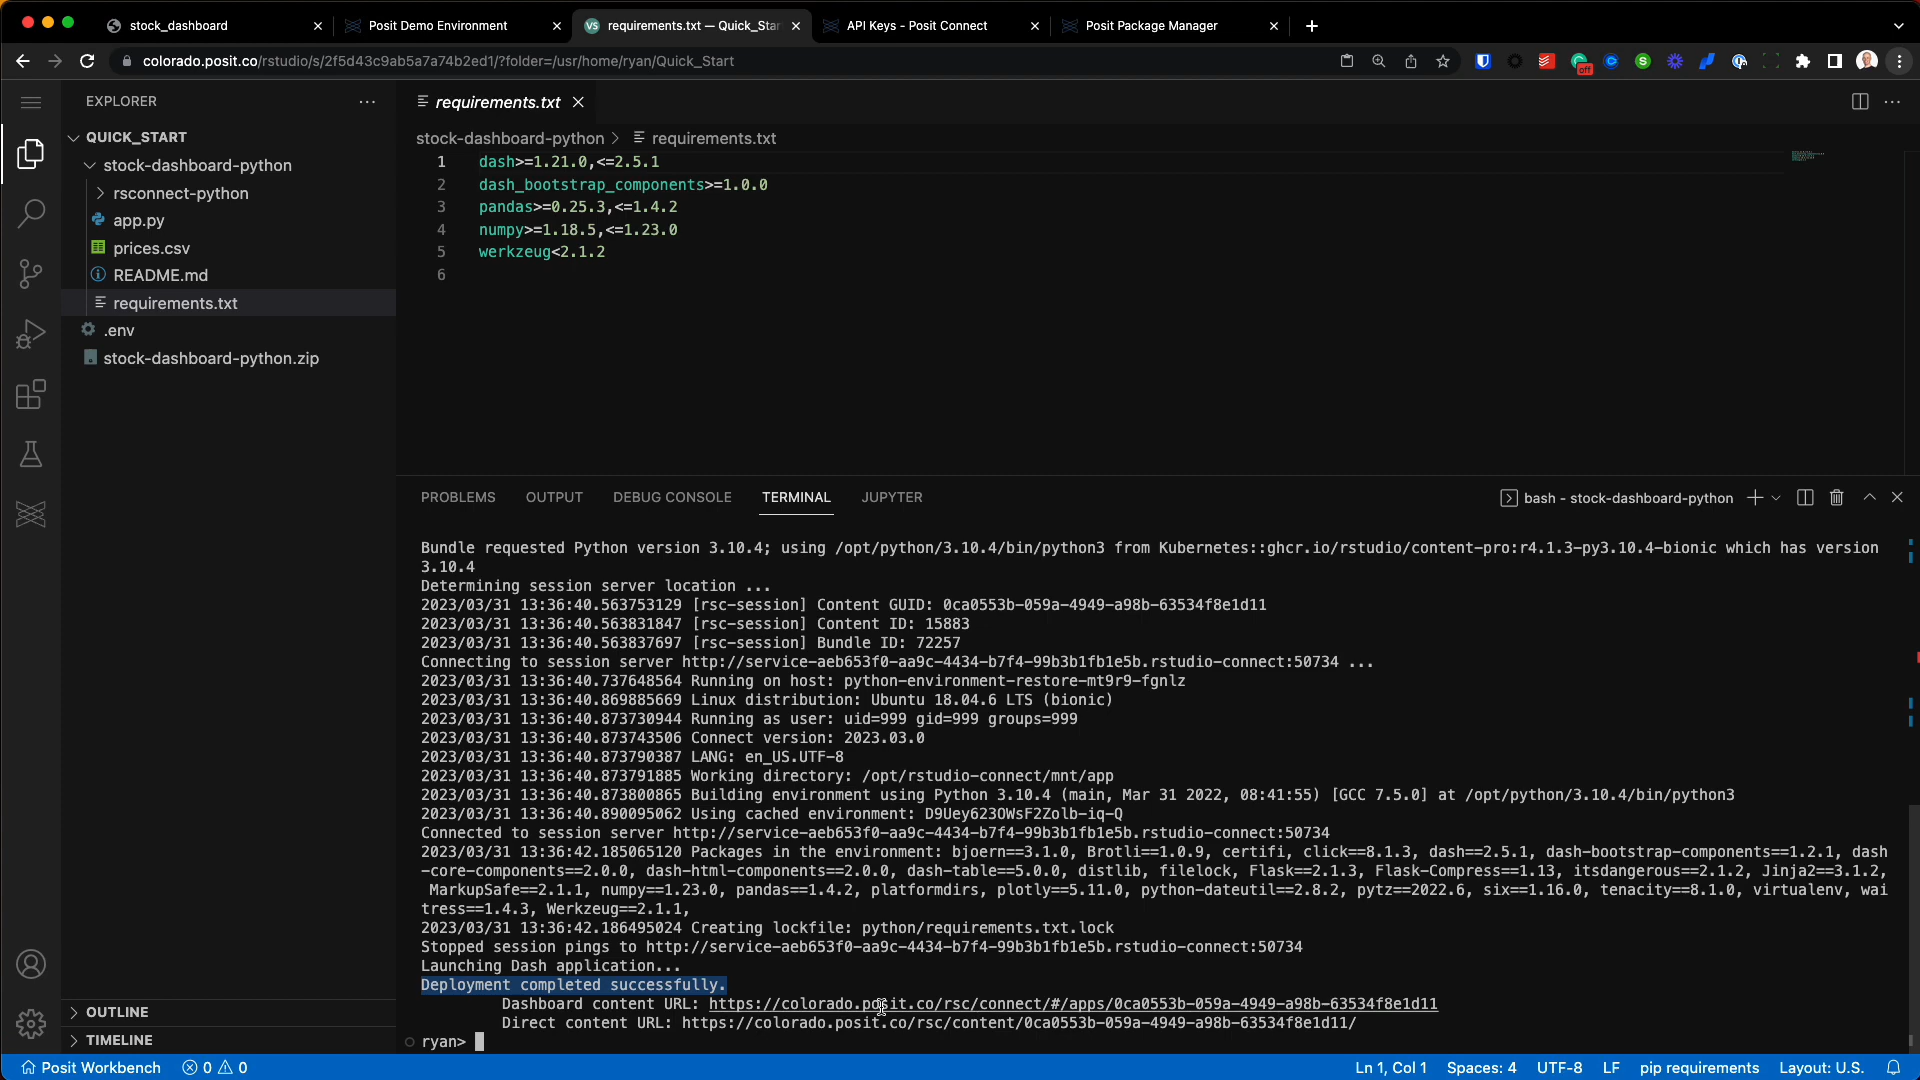 stock_dashboard
Posit Demo Environment
requirements.txt — Quick_Star
API Keys - Posit Connect
Posit Package Manager
colorado.posit.co/rstudio/s/2f5d43c9ab5a7a74b2ed1/?folder=/usr/home/ryan/Quick_Start
off
EXPLORER
QUICK_START
stock-dashboard-python
rsconnect-python
app.py
prices.csv
README.md
requirements.txt
.env
stock-dashboard-python.zip
OUTLINE
TIMELINE
requirements.txt
stock-dashboard-python > requirements.txt
1 dash>=1.21.0,<=2.5.1
2 dash_bootstrap_components>=1.0.0
3 pandas>=0.25.3,<=1.4.2
4 numpy>=1.18.5,<=1.23.0
5 werkzeug<2.1.2
6
PROBLEMS OUTPUT DEBUG CONSOLE TERMINAL JUPYTER
bash - stock-dashboard-python
Bundle requested Python version 3.10.4; using /opt/python/3.10.4/bin/python3 from Kubernetes::ghcr.io/rstudio/content-pro:r4.1.3-py3.10.4-bionic which has version
3.10.4
Determining session server location ...
2023/03/31 13:36:40.563753129 [rsc-session] Content GUID: 0ca0553b-059a-4949-a98b-63534f8e1d11
2023/03/31 13:36:40.563831847 [rsc-session] Content ID: 15883
2023/03/31 13:36:40.563837697 [rsc-session] Bundle ID: 72257
Connecting to session server http://service-aeb653f0-aa9c-4434-b7f4-99b3b1fb1e5b.rstudio-connect:50734 ...
2023/03/31 13:36:40.737648564 Running on host: python-environment-restore-mt9r9-fgnlz
2023/03/31 13:36:40.869885669 Linux distribution: Ubuntu 18.04.6 LTS (bionic)
2023/03/31 13:36:40.873730944 Running as user: uid=999 gid=999 groups=999
2023/03/31 13:36:40.873743506 Connect version: 2023.03.0
2023/03/31 13:36:40.873790387 LANG: en_US.UTF-8
2023/03/31 13:36:40.873791885 Working directory: /opt/rstudio-connect/mnt/app
2023/03/31 13:36:40.873800865 Building environment using Python 3.10.4 (main, Mar 31 2022, 08:41:55) [GCC 7.5.0] at /opt/python/3.10.4/bin/python3
2023/03/31 13:36:40.890095062 Using cached environment: D9Uey623OWsF2Zolb-iq-Q
Connected to session server http://service-aeb653f0-aa9c-4434-b7f4-99b3b1fb1e5b.rstudio-connect:50734
2023/03/31 13:36:42.185065120 Packages in the environment: bjoern==3.1.0, Brotli==1.0.9, certifi, click==8.1.3, dash==2.5.1, dash-bootstrap-components==1.2.1, dash
-core-components==2.0.0, dash-html-components==2.0.0, dash-table==5.0.0, distlib, filelock, Flask==2.1.3, Flask-Compress==1.13, itsdangerous==2.1.2, Jinja2==3.1.2,
MarkupSafe==2.1.1, numpy==1.23.0, pandas==1.4.2, platformdirs, plotly==5.11.0, python-dateutil==2.8.2, pytz==2022.6, six==1.16.0, tenacity==8.1.0, virtualenv, wai
tress==1.4.3, Werkzeug==2.1.1,
2023/03/31 13:36:42.186495024 Creating lockfile: python/requirements.txt.lock
Stopped session pings to http://service-aeb653f0-aa9c-4434-b7f4-99b3b1fb1e5b.rstudio-connect:50734
Launching Dash application...
Deployment completed successfully.
Dashboard content URL: https://colorado.posit.co/rsc/connect/#/apps/0ca0553b-059a-4949-a98b-63534f8e1d11
Direct content URL: https://colorado.posit.co/rsc/content/0ca0553b-059a-4949-a98b-63534f8e1d11/
ryan>
Posit Workbench 0 0 Ln 1, Col 1 Spaces: 4 UTF-8 LF pip requirements Layout: U.S.